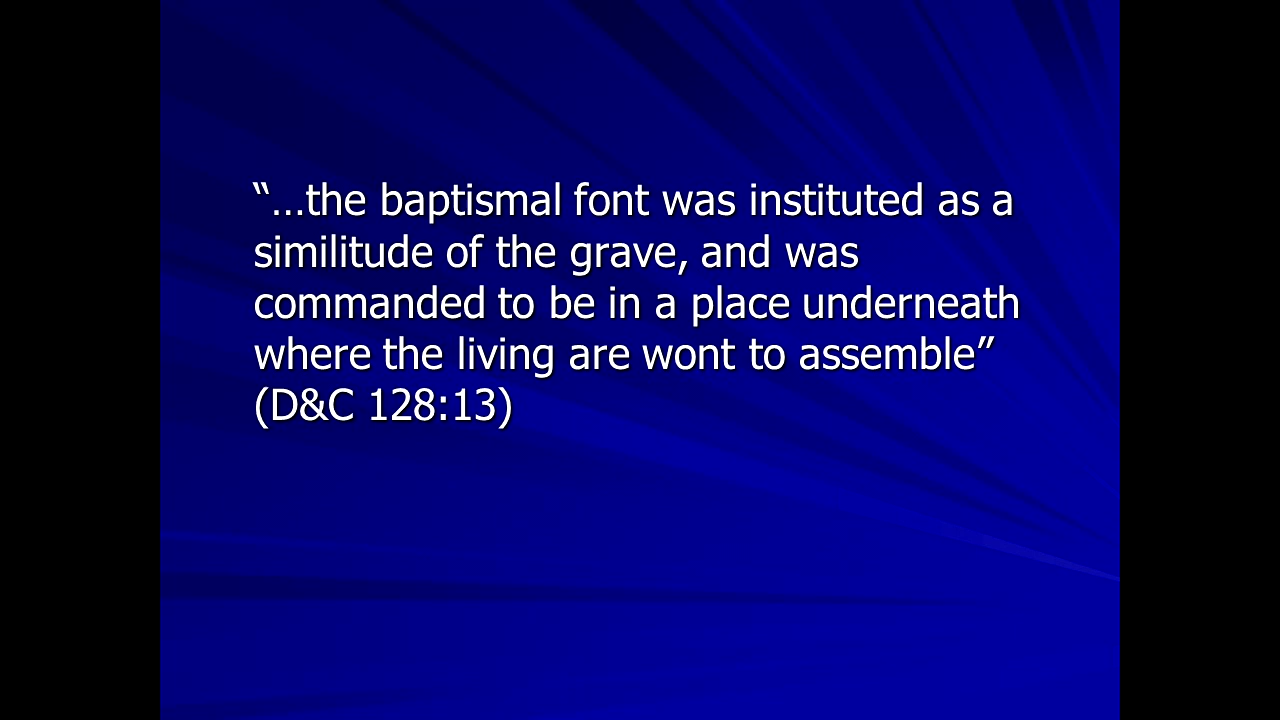 “…the baptismal font was instituted as a
similitude of the grave, and was
commanded to be in a place underneath
where the living are wont to assemble”
(D&C 128:13)